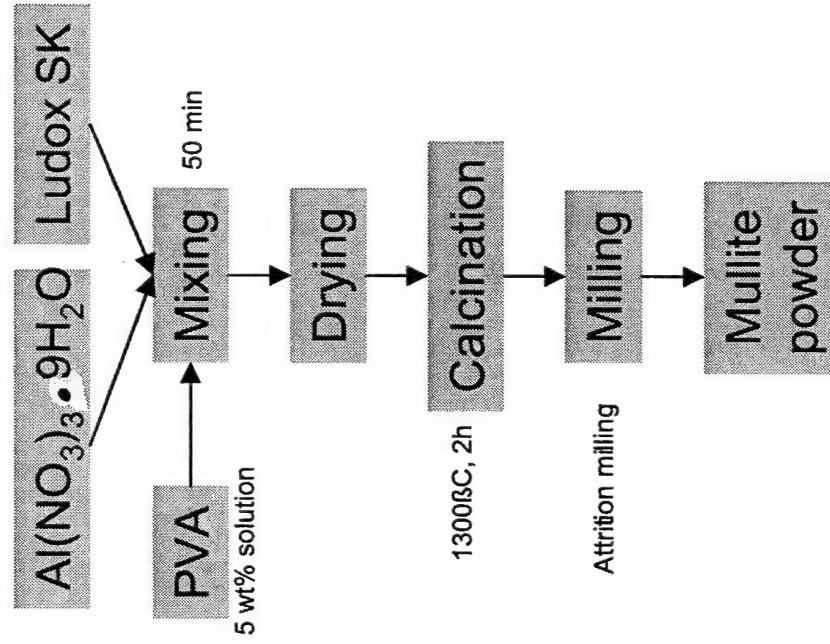 Al(NO₃)₃•9H₂O
Ludox SK
PVA
5 wt% solution
Mixing
50 min
Drying
Calcination
1300ßC, 2h
Milling
Attrition milling
Mullite
powder